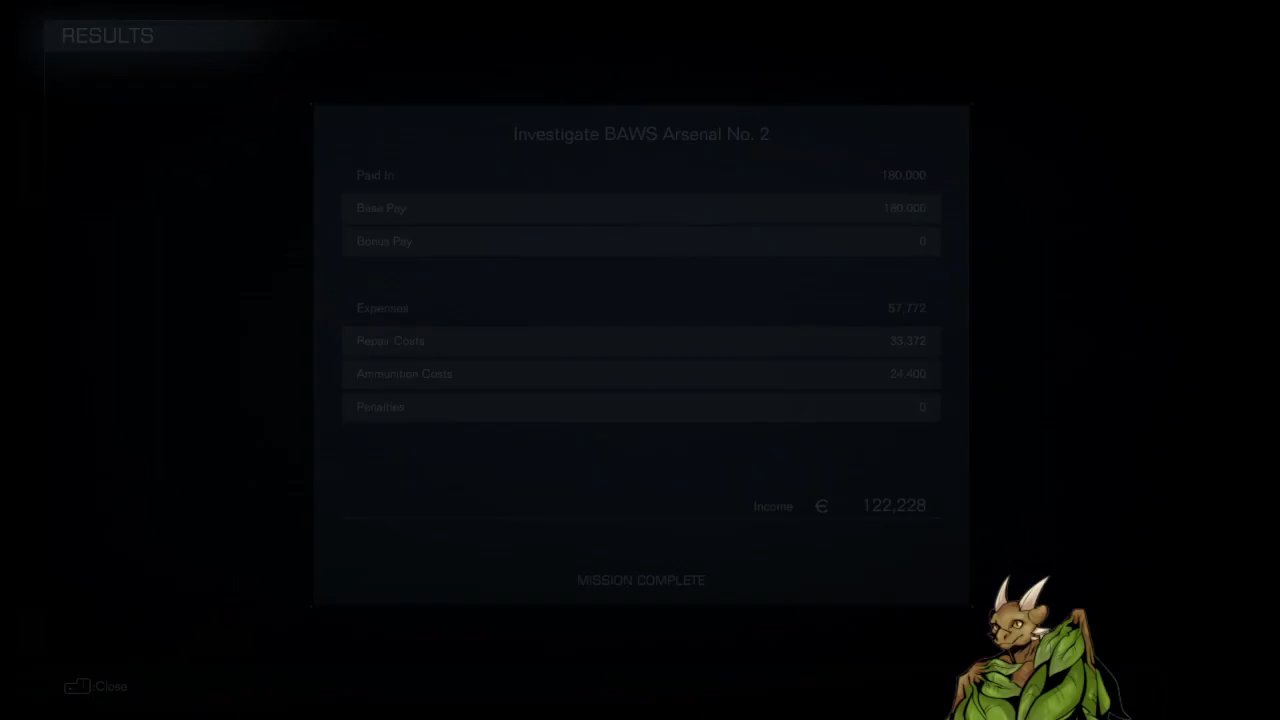 RESULTS
Investigate BAWS Arsenal No. 2
Paid In 180,000
Base Pay 180,000
Bonus Pay 0
Expenses 57,772
Repair Costs 33,372
Ammunition Costs 24,400
Penalties 0
Income 122,228
MISSION COMPLETE
:Close